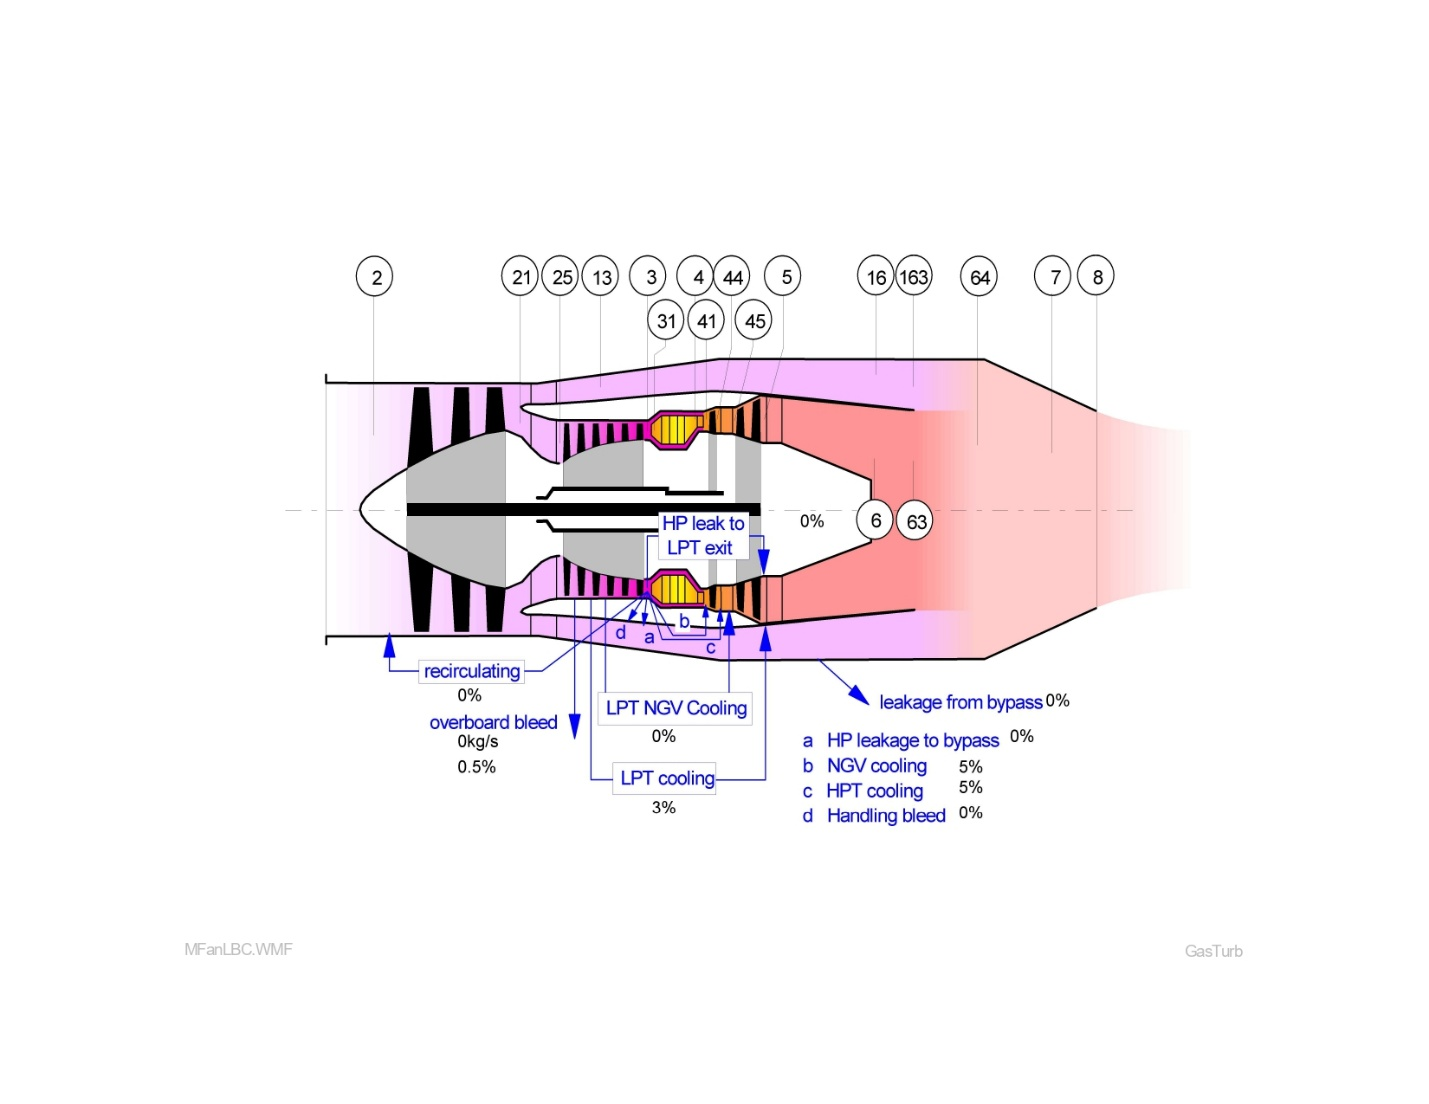 2 21 25 13 3 4 44 5 16 163 64 7 8
31 41 45
HP leak to
LPT exit
0%
6 63
d a b c
recirculating
0%
overboard bleed
0kg/s
0.5%
LPT NGV Cooling
0%
LPT cooling
3%
leakage from bypass 0%
a HP leakage to bypass 0%
b NGV cooling 5%
c HPT cooling 5%
d Handling bleed 0%
MFanLBC.WMF
GasTurb